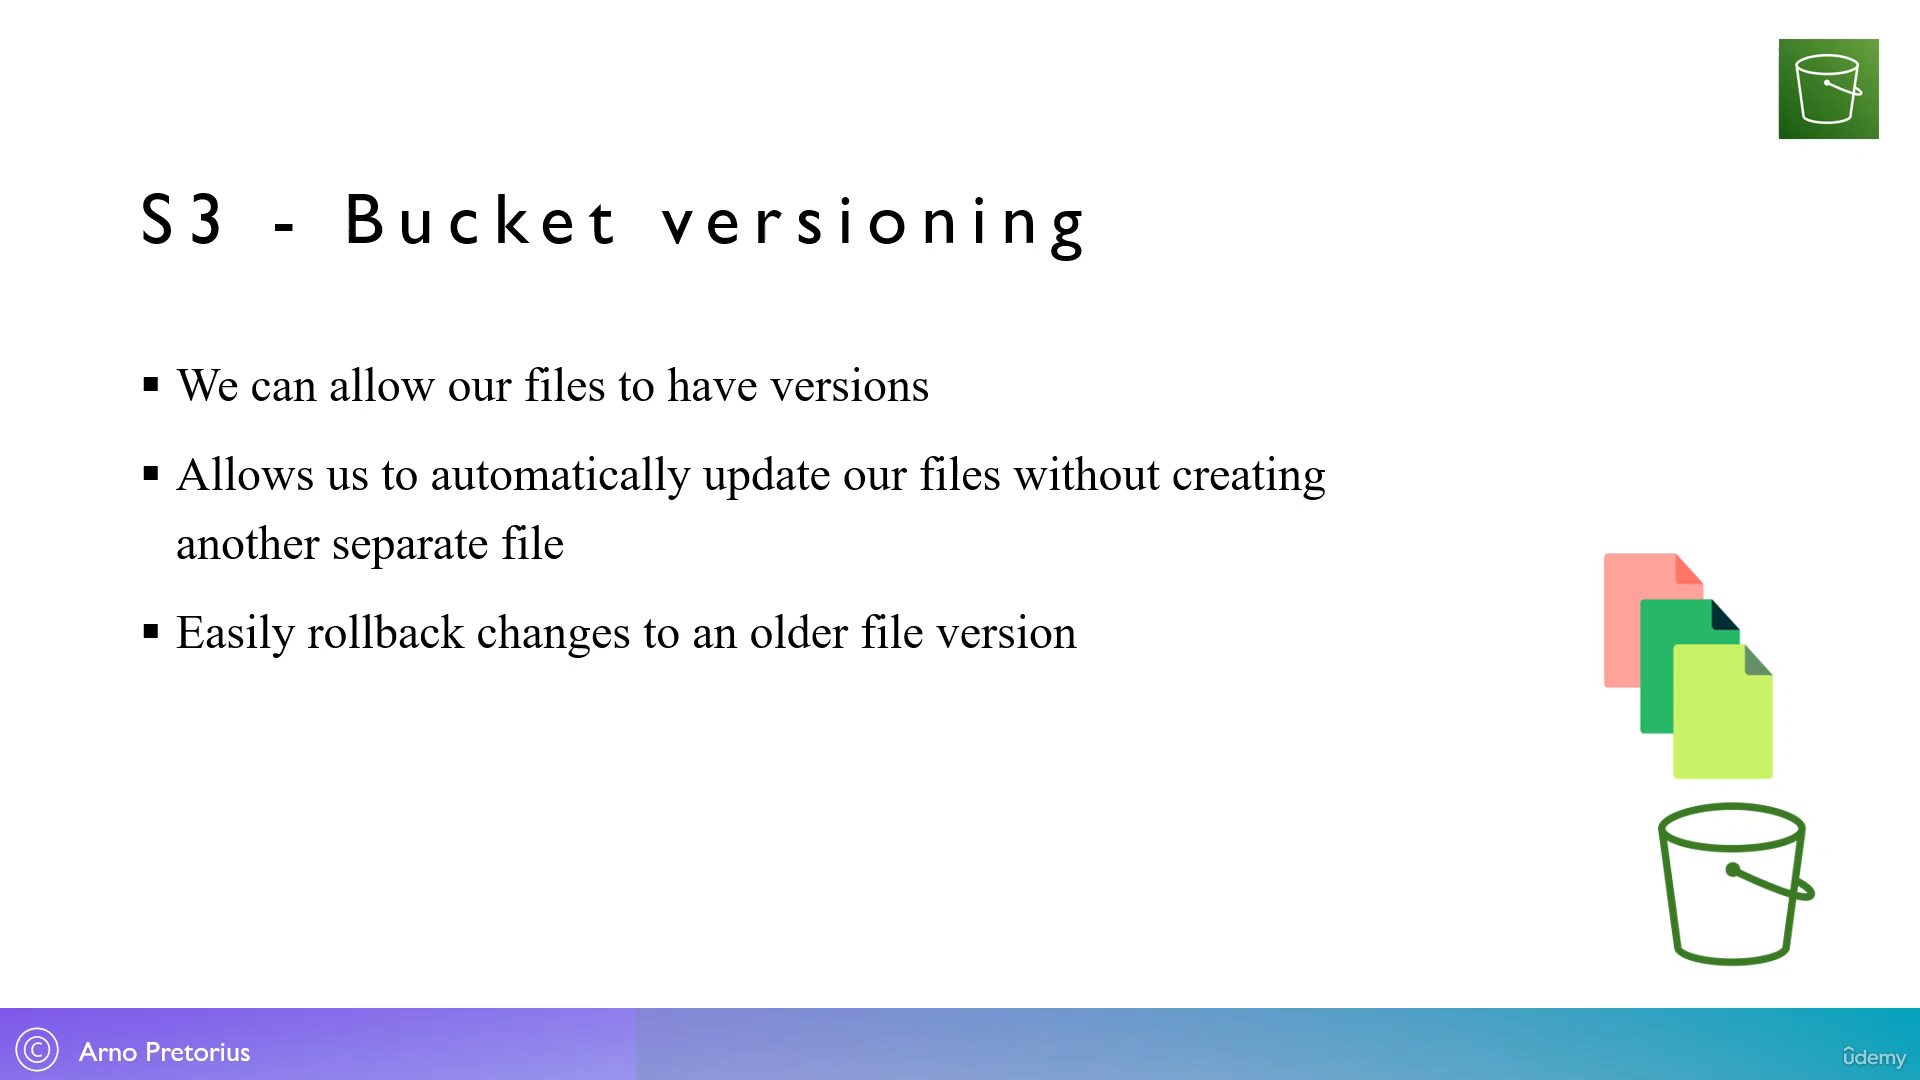 S3 - Bucket versioning
▪ We can allow our files to have versions
▪ Allows us to automatically update our files without creating
another separate file
▪ Easily rollback changes to an older file version
© Arno Pretorius
ûdemy